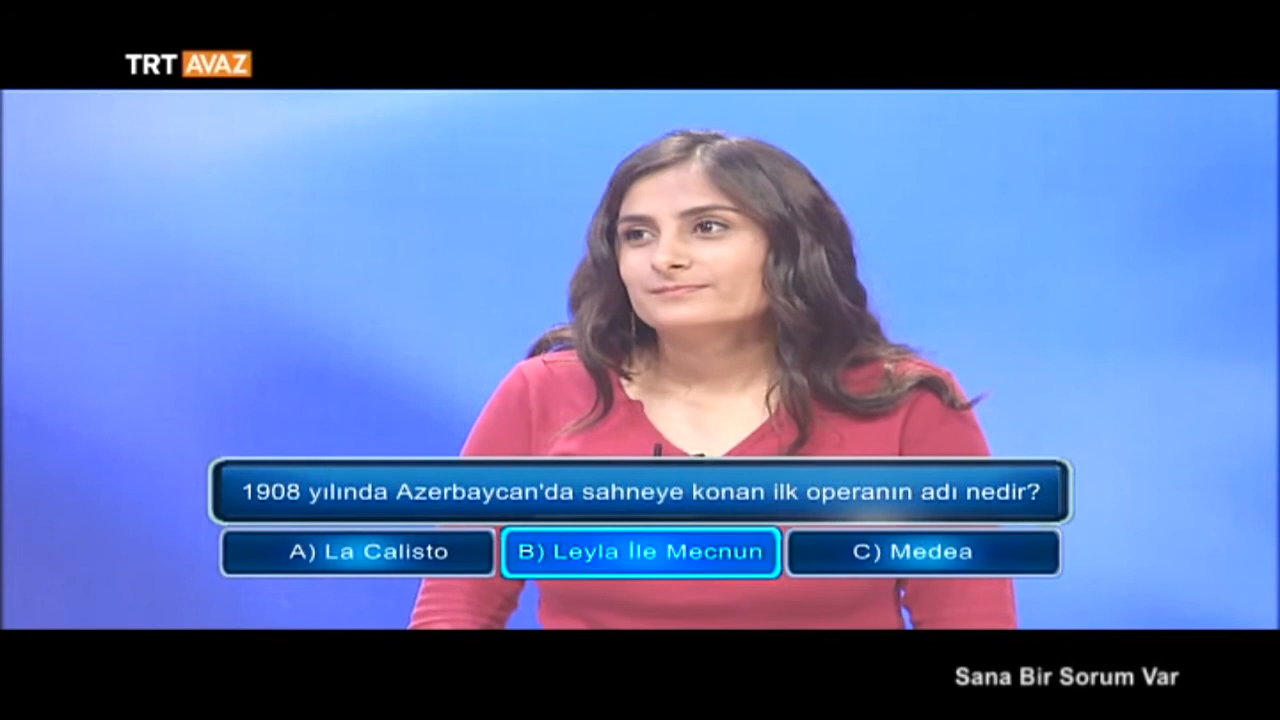 TRT AVAZ
1908 yılında Azerbaycan'da sahneye konan ilk operanın adı nedir?
A) La Calisto
B) Leyla İle Mecnun
C) Medea
Sana Bir Sorum Var